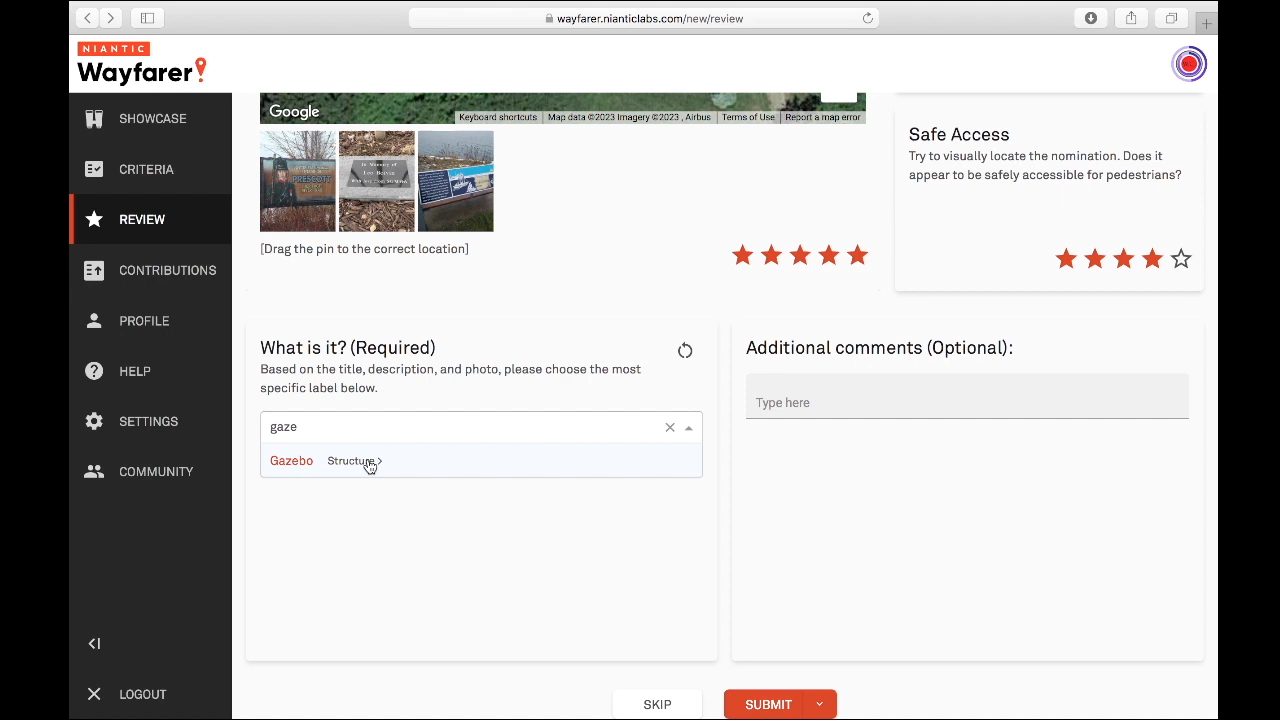 wayfarer.nianticlabs.com/new/review
NIANTIC
Wayfarer
SHOWCASE
CRITERIA
REVIEW
CONTRIBUTIONS
PROFILE
HELP
SETTINGS
COMMUNITY
LOGOUT
Google
Keyboard shortcuts
Map data ©2023 Imagery ©2023 , Airbus
Terms of Use
Report a map error
PRESCOTT
In Memory of
[Drag the pin to the correct location]
Safe Access
Try to visually locate the nomination. Does it
appear to be safely accessible for pedestrians?
What is it? (Required)
Based on the title, description, and photo, please choose the most
specific label below.
gaze
Gazebo Structure >
Additional comments (Optional):
Type here
SKIP
SUBMIT